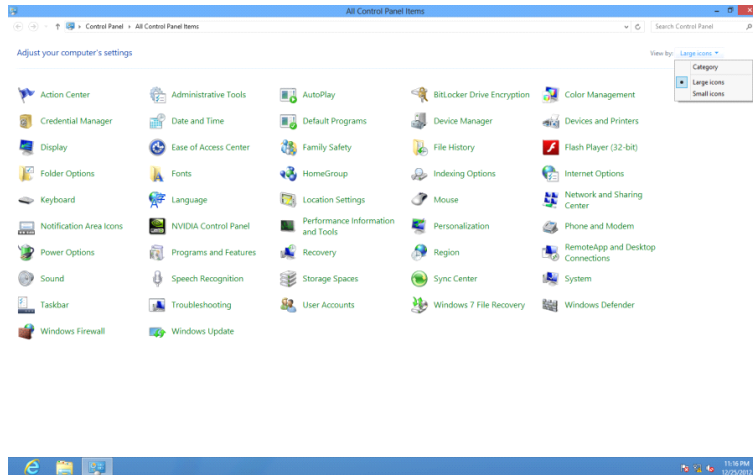 All Control Panel Items
Control Panel All Control Panel Items
Search Control Panel
Adjust your computer's settings
View by: Large icons
Category
Large icons
Small icons
Action Center
Administrative Tools
AutoPlay
BitLocker Drive Encryption
Color Management
Credential Manager
Date and Time
Default Programs
Device Manager
Devices and Printers
Display
Ease of Access Center
Family Safety
File History
Flash Player (32-bit)
Folder Options
Fonts
HomeGroup
Indexing Options
Internet Options
Keyboard
Language
Location Settings
Mouse
Network and Sharing
Center
Notification Area Icons
NVIDIA Control Panel
Performance Information
and Tools
Personalization
Phone and Modem
Power Options
Programs and Features
Recovery
Region
RemoteApp and Desktop
Connections
Sound
Speech Recognition
Storage Spaces
Sync Center
System
Taskbar
Troubleshooting
User Accounts
Windows 7 File Recovery
Windows Defender
Windows Firewall
Windows Update
11:16 PM
12/25/2012